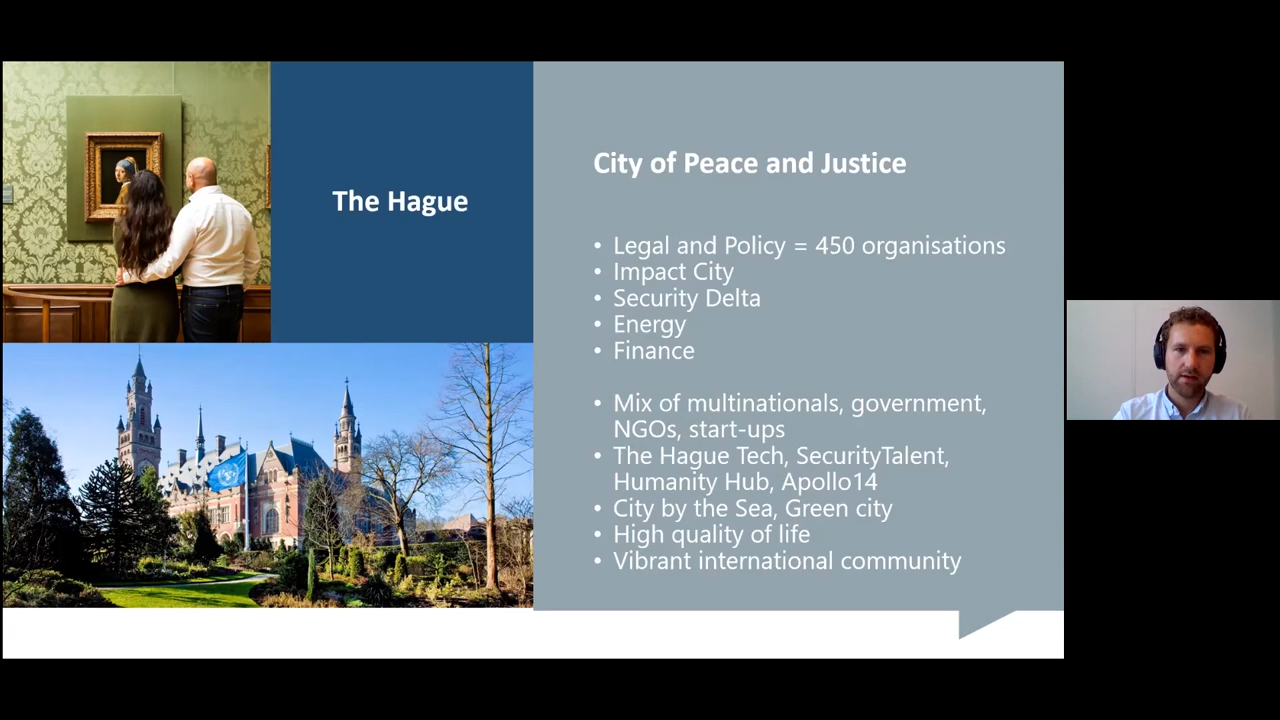 The Hague
City of Peace and Justice
• Legal and Policy = 450 organisations
• Impact City
• Security Delta
• Energy
• Finance
• Mix of multinationals, government,
NGOs, start-ups
• The Hague Tech, SecurityTalent,
Humanity Hub, Apollo14
• City by the Sea, Green city
• High quality of life
• Vibrant international community